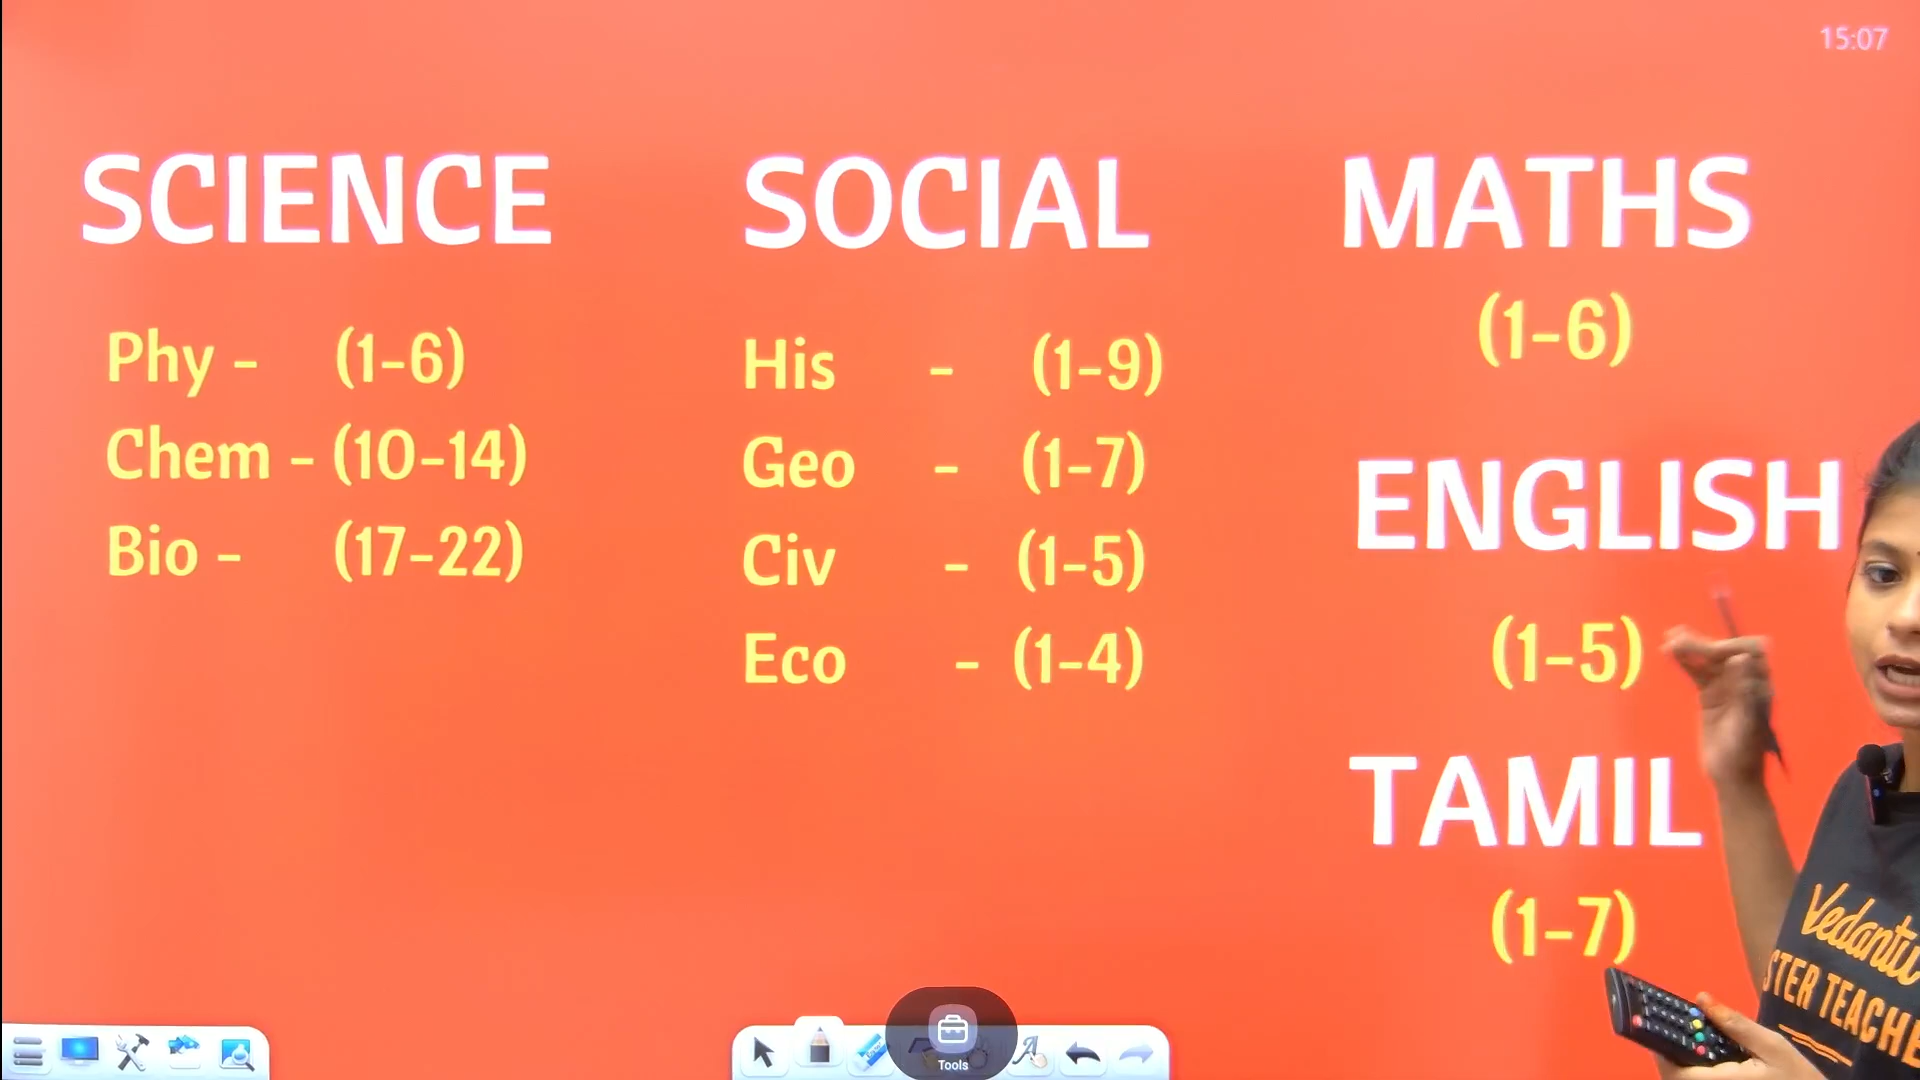 15:07
SCIENCE
Phy - (1-6)
Chem - (10-14)
Bio - (17-22)
SOCIAL
His - (1-9)
Geo - (1-7)
Civ - (1-5)
Eco - (1-4)
MATHS
(1-6)
ENGLISH
(1-5)
TAMIL
(1-7)
Tools